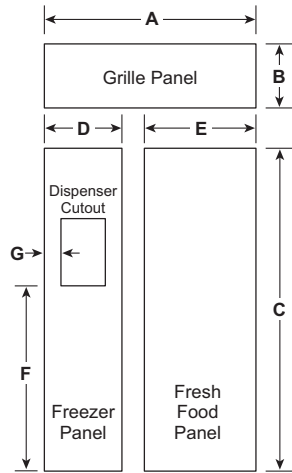 A
Grille Panel
B
D
E
Dispenser
Cutout
G
C
F
Freezer
Panel
Fresh
Food
Panel